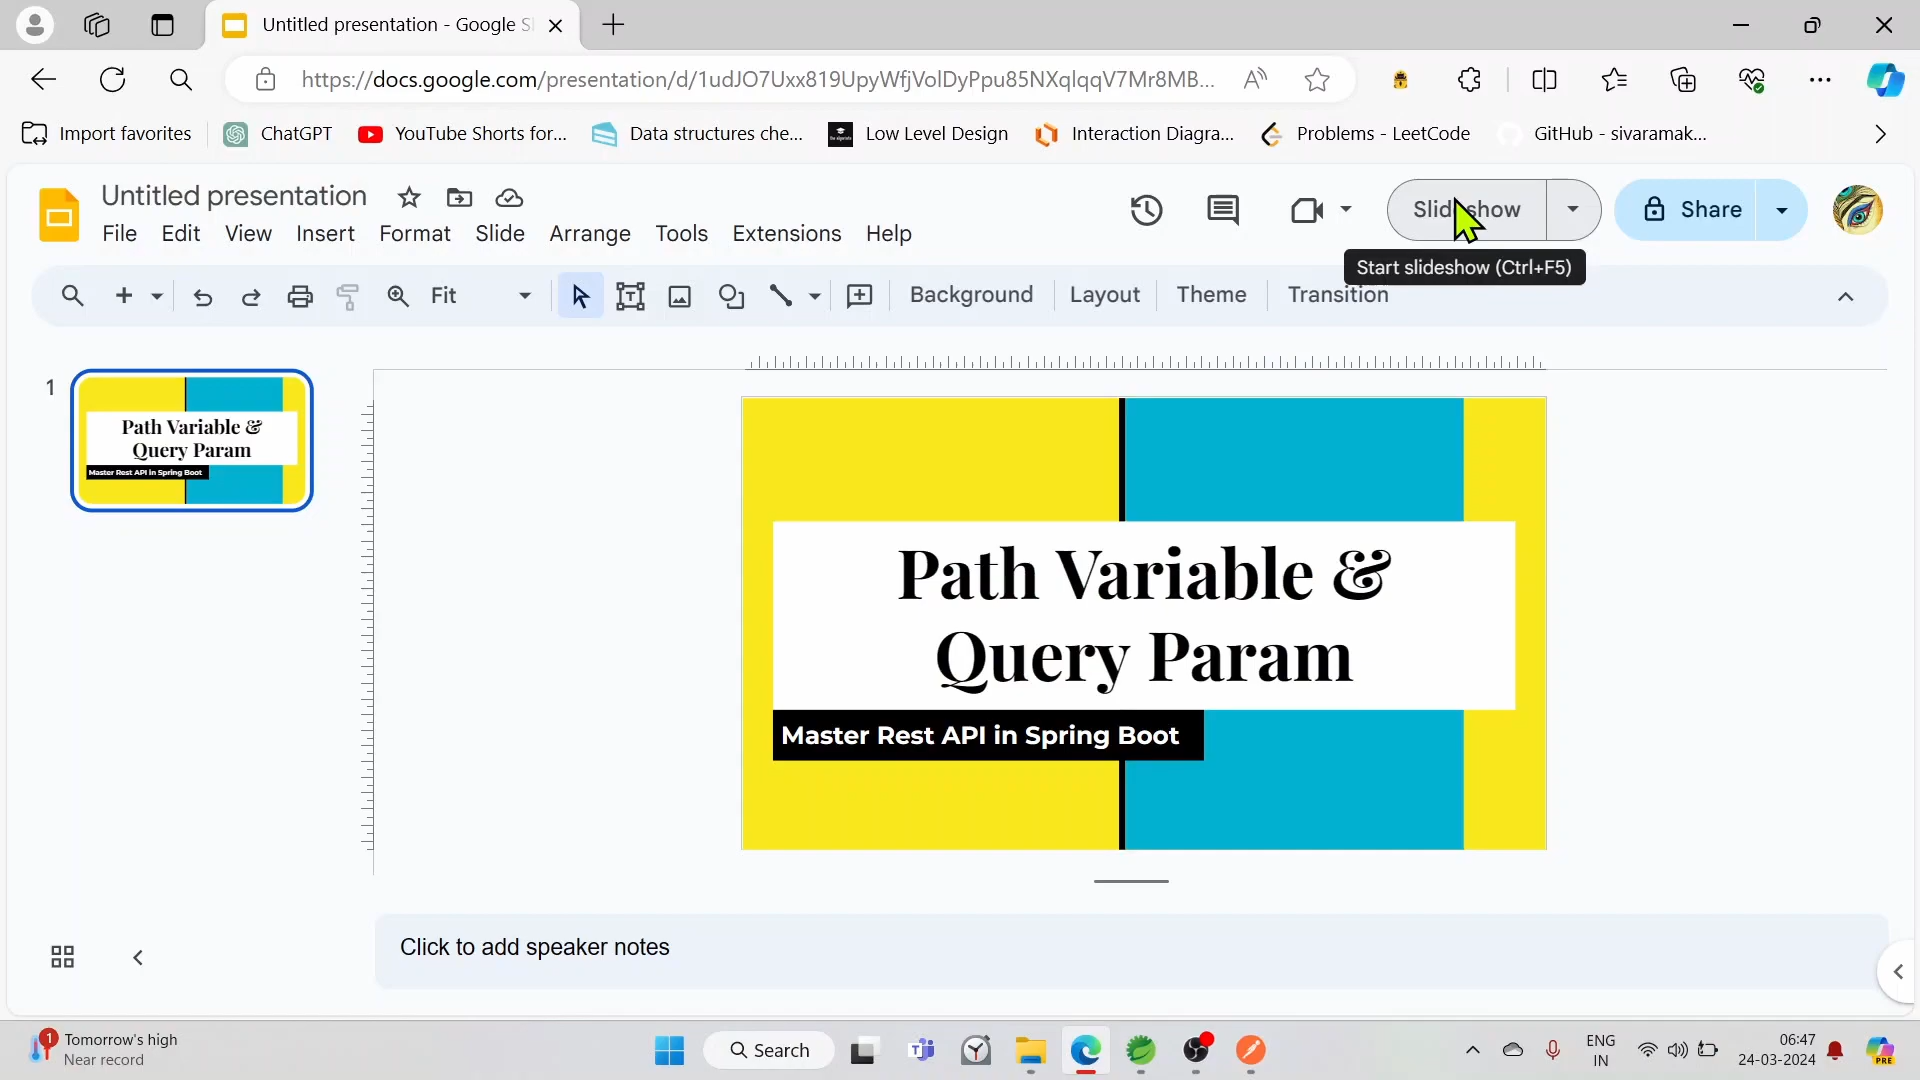 Untitled presentation - Google Sl
https://docs.google.com/presentation/d/1udJO7Uxx819UpyWfjVolDyPpu85NXqlqqV7Mr8MB...
Import favorites
ChatGPT
YouTube Shorts for...
Data structures che...
Low Level Design
Interaction Diagra...
Problems - LeetCode
GitHub - sivaramak...
Untitled presentation
Slideshow
Share
File Edit View Insert Format Slide Arrange Tools Extensions Help
Start slideshow (Ctrl+F5)
Fit
Background
Layout
Theme
Transition
1
Path Variable &
Query Param
Master Rest API in Spring Boot
Path Variable &
Query Param
Master Rest API in Spring Boot
Click to add speaker notes
1
Tomorrow's high
Near record
Search
ENG
IN
06:47
24-03-2024
PRE